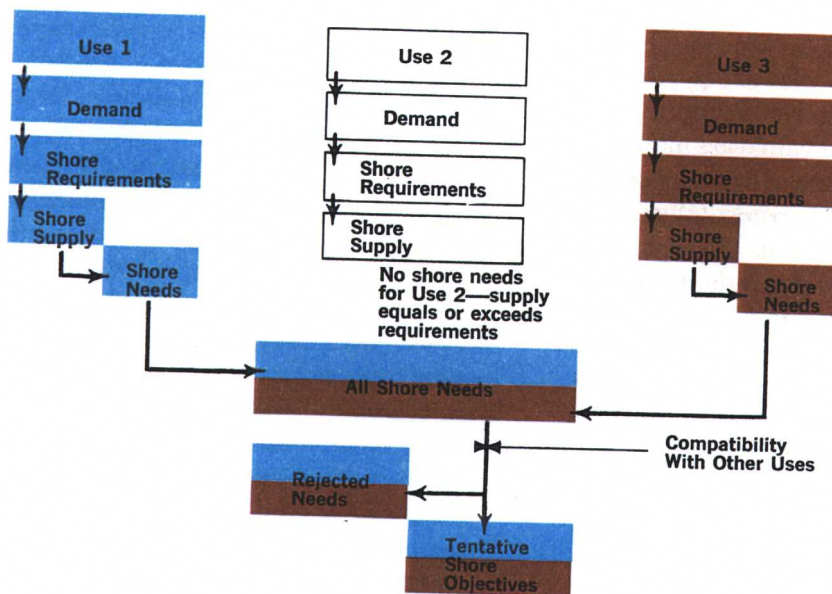 Use 1
Demand
Shore
Requirements
Shore
Supply
Shore
Needs
Use 2
Demand
Shore
Requirements
Shore
Supply
No shore needs
for Use 2—supply
equals or exceeds
requirements
Use 3
Demand
Shore
Requirements
Shore
Supply
Shore Needs
All Shore Needs
Compatibility
With Other Uses
Rejected
Needs
Tentative
Shore
Objectives